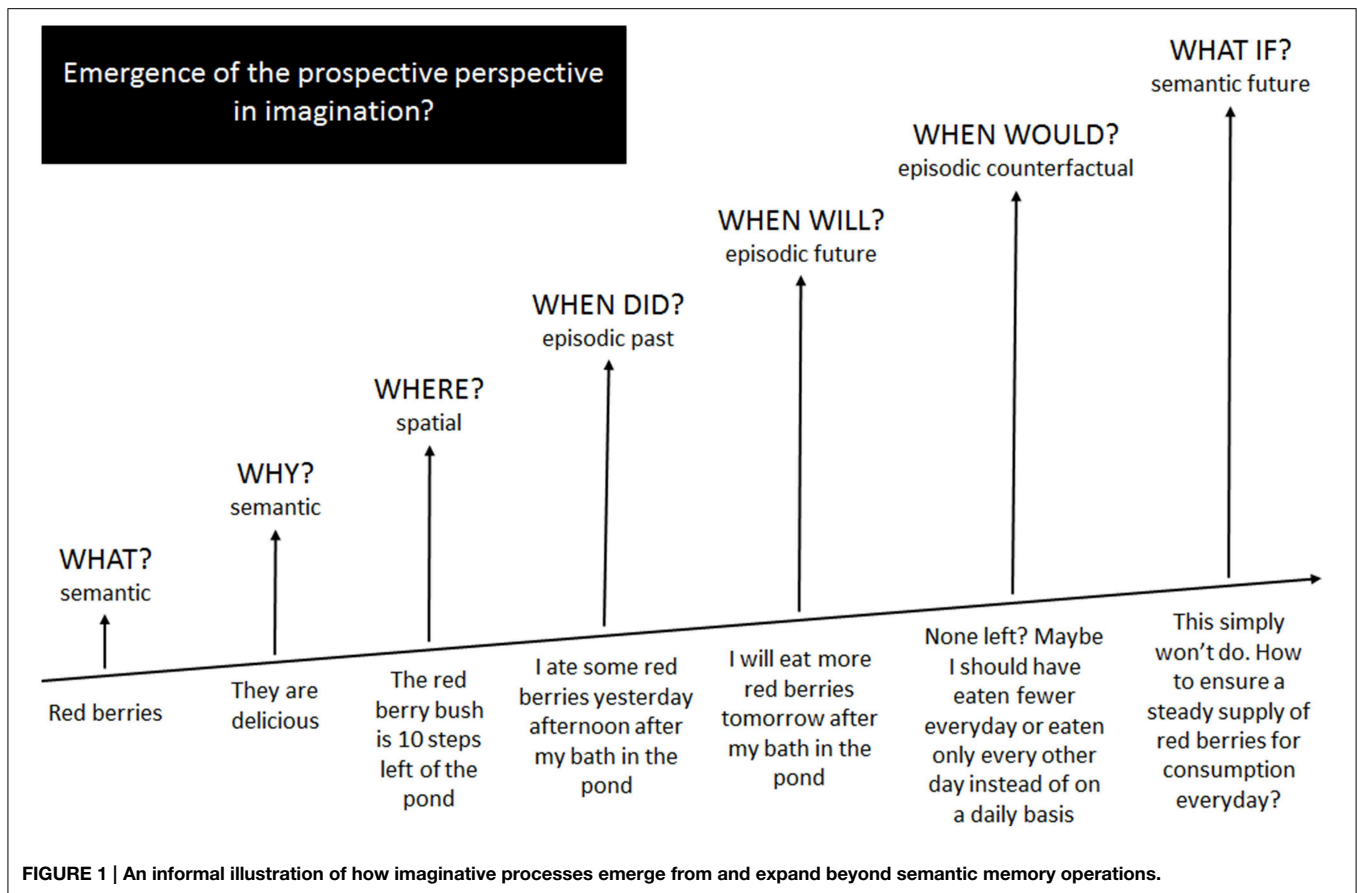 Emergence of the prospective perspective
in imagination?
WHAT?
semantic
WHY?
semantic
WHERE?
spatial
WHEN DID?
episodic past
WHEN WILL?
episodic future
WHEN WOULD?
episodic counterfactual
WHAT IF?
semantic future
Red berries
They are
delicious
The red
berry bush
is 10 steps
left of the
pond
I ate some red
berries yesterday
afternoon after
my bath in the
pond
I will eat more
red berries
tomorrow after
my bath in the
pond
None left? Maybe
I should have
eaten fewer
everyday or eaten
only every other
day instead of on
a daily basis
This simply
won't do. How
to ensure a
steady supply of
red berries for
consumption
everyday?
FIGURE 1 | An informal illustration of how imaginative processes emerge from and expand beyond semantic memory operations.